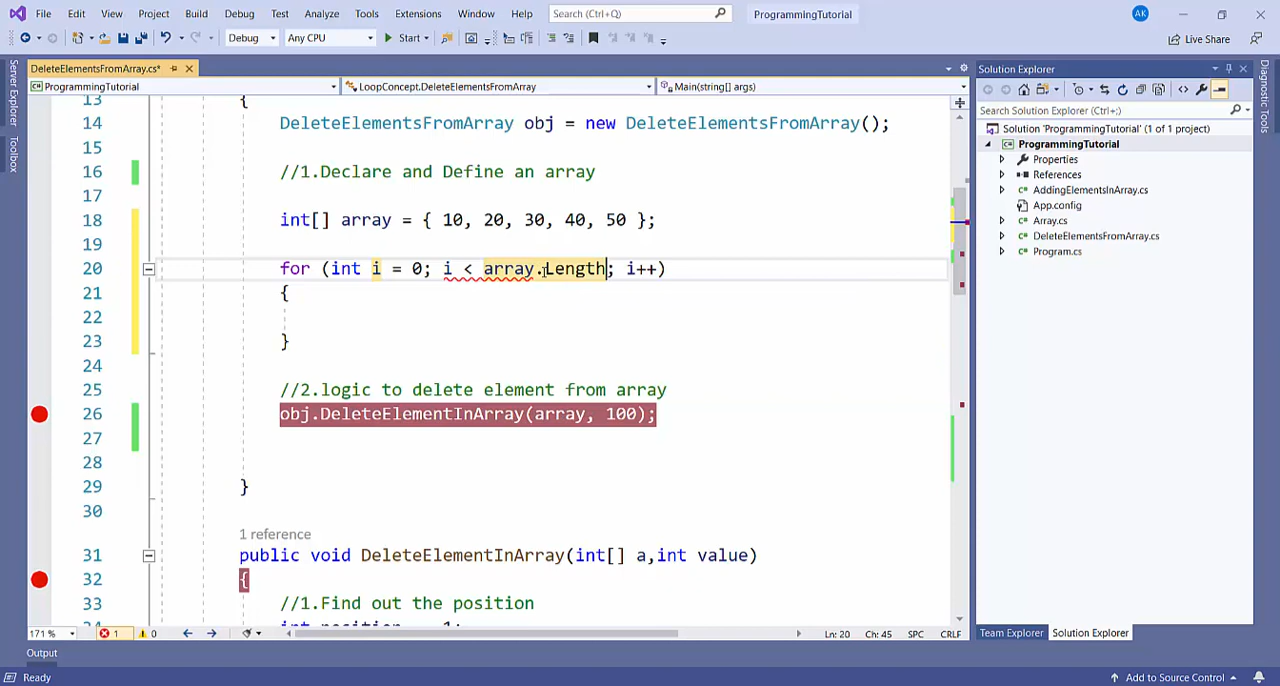 File Edit View Project Build Debug Test Analyze Tools Extensions Window Help Search (Ctrl+Q) ProgrammingTutorial AK
Debug Any CPU Start Live Share
DeleteElementsFromArray.cs*
ProgrammingTutorial LoopConcept.DeleteElementsFromArray Main(string[] args)
Server Explorer
Toolbox
13 {
14 DeleteElementsFromArray obj = new DeleteElementsFromArray();
15
16 //1.Declare and Define an array
17
18 int[] array = { 10, 20, 30, 40, 50 };
19
20 for (int i = 0; i < array.Length; i++)
21 {
22
23 }
24
25 //2.logic to delete element from array
26 obj.DeleteElementInArray(array, 100);
27
28
29 }
30
1 reference
31 public void DeleteElementInArray(int[] a,int value)
32 {
33 //1.Find out the position
171 % 1 0 Ln: 20 Ch: 45 SPC CRLF
Output
Ready Add to Source Control
Solution Explorer
Search Solution Explorer (Ctrl+;)
Solution 'ProgrammingTutorial' (1 of 1 project)
ProgrammingTutorial
Properties
References
AddingElementsInArray.cs
App.config
Array.cs
DeleteElementsFromArray.cs
Program.cs
Team Explorer Solution Explorer
Diagnostic Tools